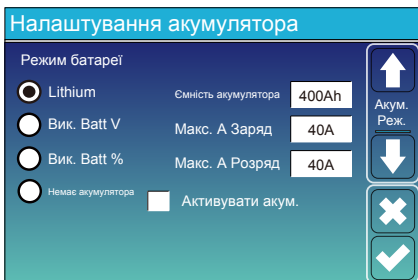 Налаштування акумулятора
Режим батареї
Lithium
Ємність акумулятора 400Ah
Вик. Batt V
Макс. А Заряд 40A
Вик. Batt %
Макс. А Розряд 40A
Немає акумулятора
Активувати акум.
Акум.
Реж.